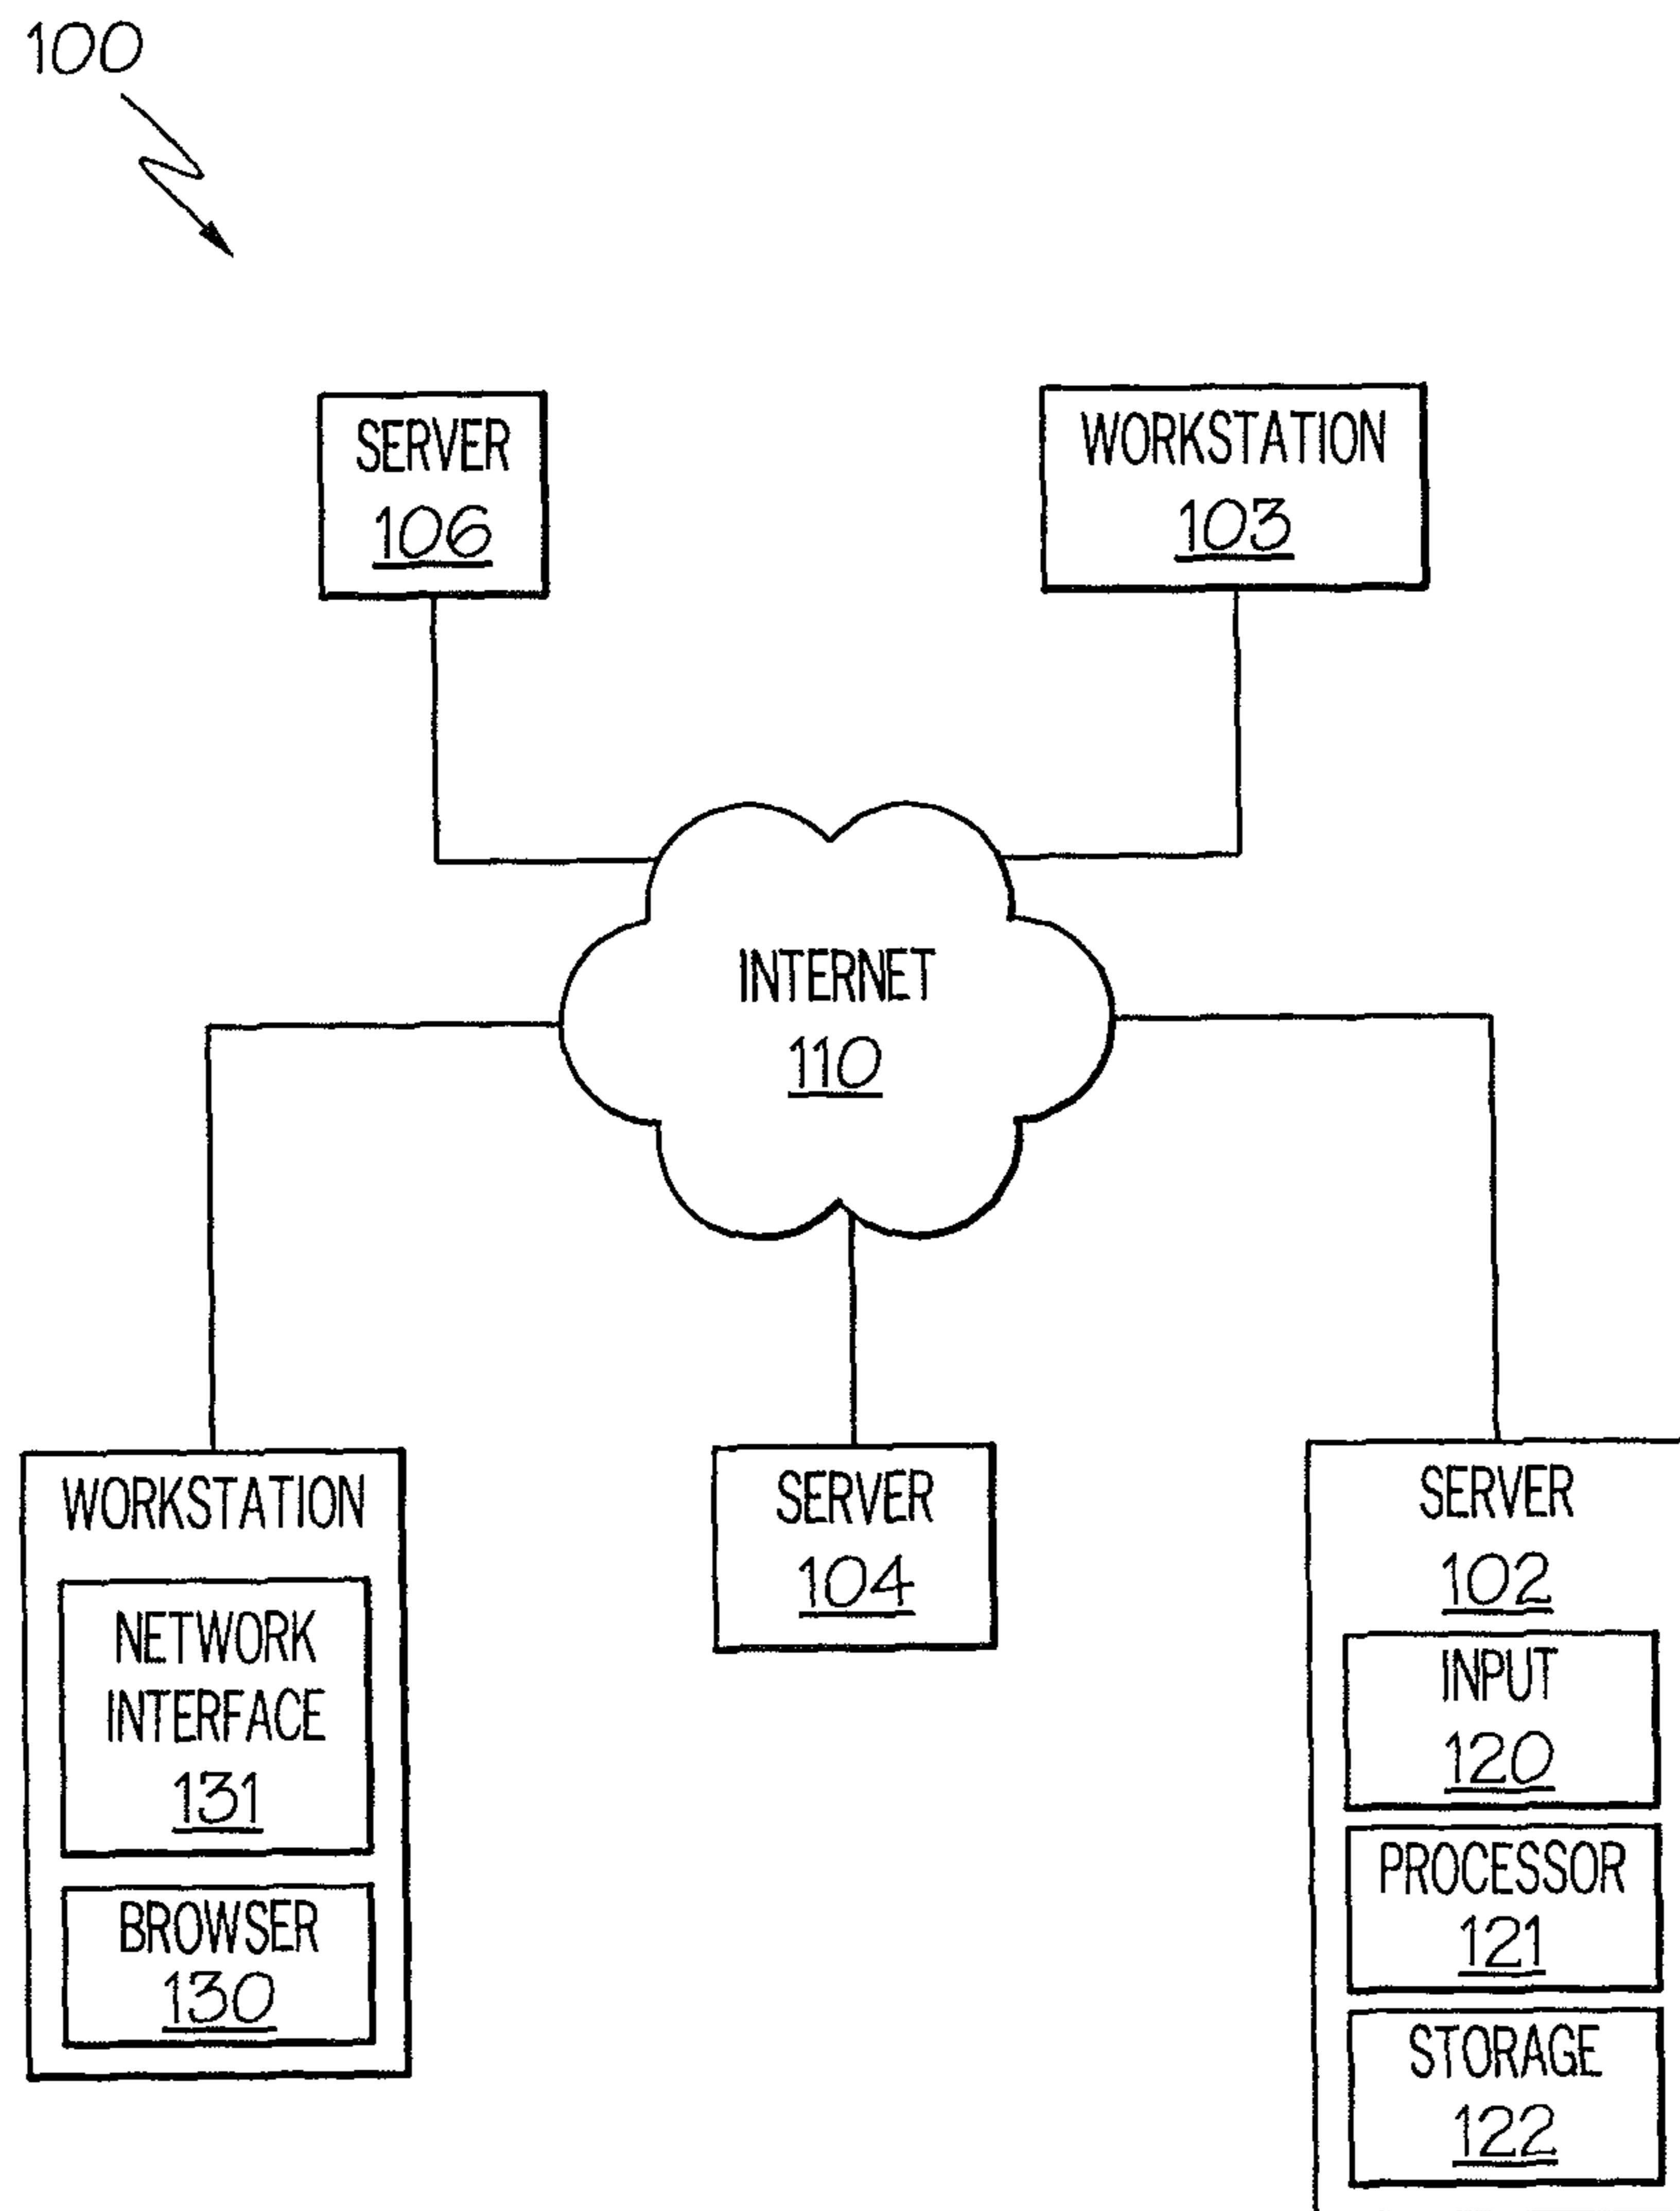 100
SERVER
106
WORKSTATION
103
INTERNET
110
WORKSTATION
NETWORK
INTERFACE
131
BROWSER
130
SERVER
104
SERVER
102
INPUT
120
PROCESSOR
121
STORAGE
122